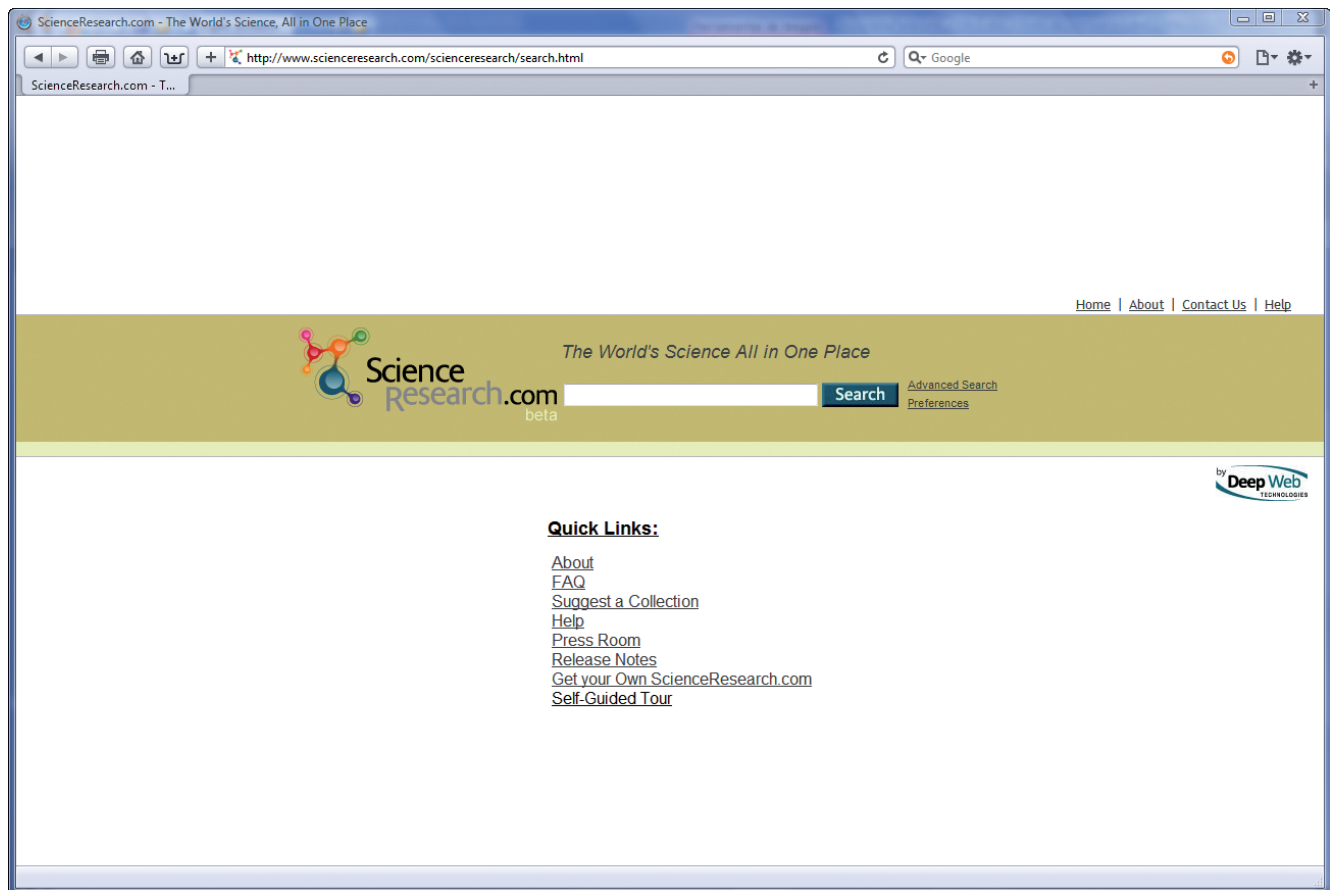 ScienceResearch.com - The World's Science, All in One Place
http://www.scienceresearch.com/scienceresearch/search.html
Google
ScienceResearch.com - T...
Home | About | Contact Us | Help
The World's Science All in One Place
Science
Research.com
beta
Search
Advanced Search
Preferences
by Deep Web
TECHNOLOGIES
Quick Links:
About
FAQ
Suggest a Collection
Help
Press Room
Release Notes
Get your Own ScienceResearch.com
Self-Guided Tour